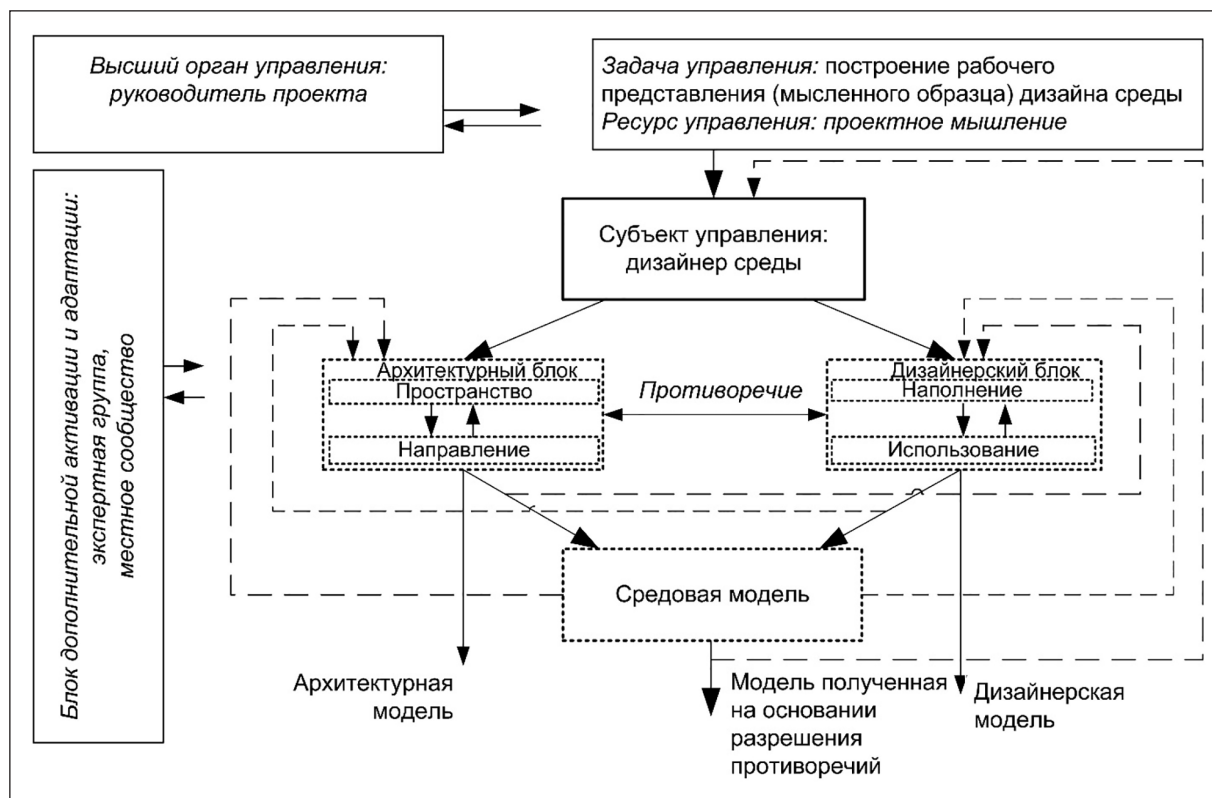 Высший орган управления:
руководитель проекта
Задача управления: построение рабочего
представления (мысленного образца) дизайна среды
Ресурс управления: проектное мышление
Блок дополнительной активации и адаптации:
экспертная группа,
местное сообщество
Субъект управления:
дизайнер среды
Архитектурный блок
Пространство
Направление
Противоречие
Дизайнерский блок
Наполнение
Использование
Средовая модель
Архитектурная
модель
Модель полученная
на основании
разрешения
противоречий
Дизайнерская
модель